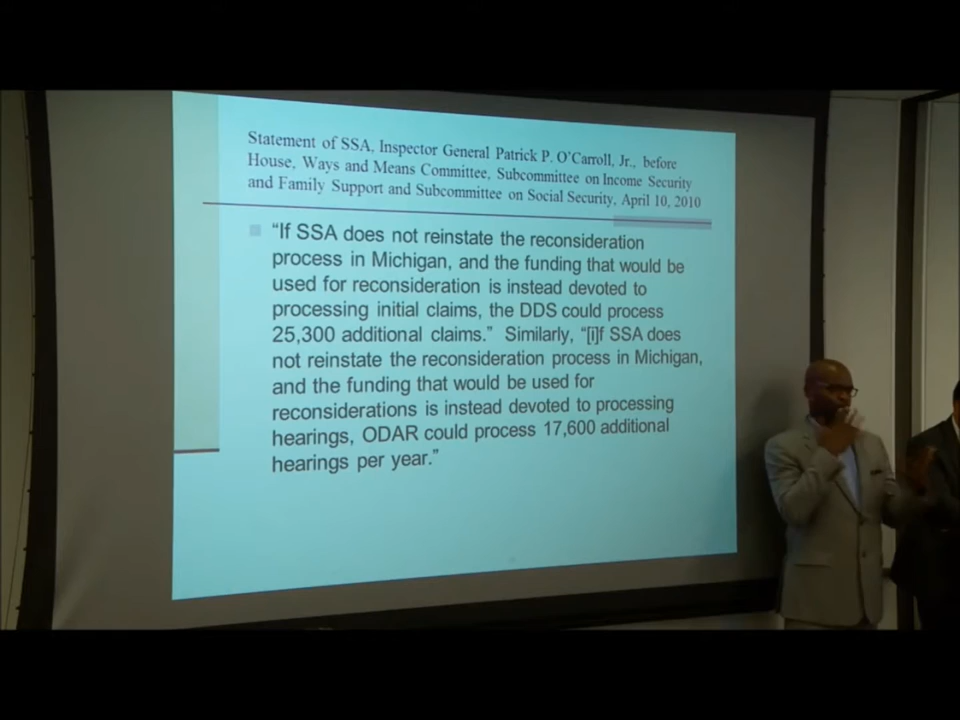 Statement of SSA, Inspector General Patrick P. O'Carroll, Jr., before
House, Ways and Means Committee, Subcommittee on Income Security
and Family Support and Subcommittee on Social Security, April 10, 2010
“If SSA does not reinstate the reconsideration
process in Michigan, and the funding that would be
used for reconsideration is instead devoted to
processing initial claims, the DDS could process
25,300 additional claims.” Similarly, “[i]f SSA does
not reinstate the reconsideration process in Michigan,
and the funding that would be used for
reconsiderations is instead devoted to processing
hearings, ODAR could process 17,600 additional
hearings per year.”